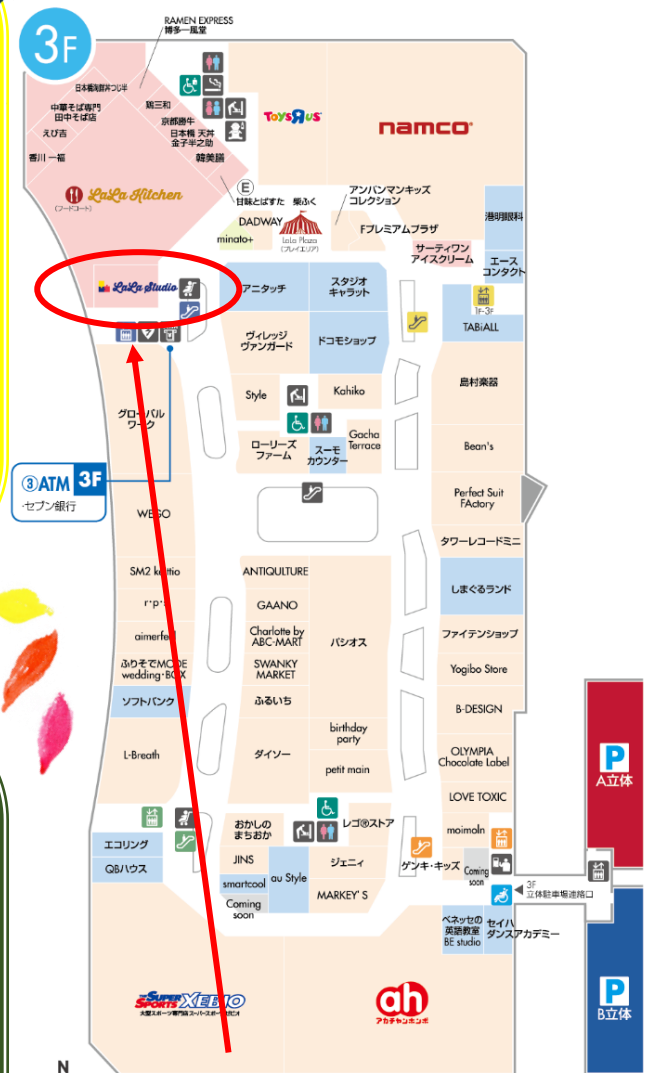 3F
RAMEN EXPRESS
博多一風堂
日本橋海鮮丼つじ半
中華そば専門
田中そば店
えび吉
香川 一福
鶏三和
京都勝牛
日本橋 天丼
金子半之助
韓美膳
LaLa Kitchen
(フードコート)
ToysRus
namco
E
甘味とぱすた 柴ふく
DADWAY
minato+
LaLa Plaza
(プレイエリア)
アンパンマンキッズ
コレクション
Fプレミアムプラザ
サーティワン
アイスクリーム
港明眼科
エース
コンタクト
1F-3F
TABiALL
LaLa Studio
アニタッチ
スタジオ
キャラット
ヴィレッジ
ヴァンガード
ドコモショップ
Style
Kahiko
ローリーズ
ファーム
スーモ
カウンター
Gacha
Terrace
島村楽器
Bean's
Perfect Suit
FActory
タワーレコードミニ
しまぐるランド
ファイテンショップ
Yogibo Store
B-DESIGN
OLYMPIA
Chocolate Label
LOVE TOXIC
moimoln
グローバル
ワーク
③ATM 3F
・セブン銀行
WEGO
SM2 keittio
r・p・s
aimerfeel
ふりそでMODE
wedding・BOX
ソフトバンク
L-Breath
ANTIQULTURE
GAANO
Charlotte by
ABC-MART
SWANKY
MARKET
ふるいち
ダイソー
パシオス
birthday
party
petit main
エコリング
QBハウス
おかしの
まちおか
レゴ®ストア
JINS
smartcool
Coming
soon
au Style
ジェニィ
MARKEY'S
ゲンキ・キッズ
Coming
soon
3F
立体駐車場連絡口
ベネッセの
英語教室
BE studio
セイハ
ダンスアカデミー
P
A立体
P
B立体
SUPER SPORTS XEBIO
ah
アカチャンホンポ
N